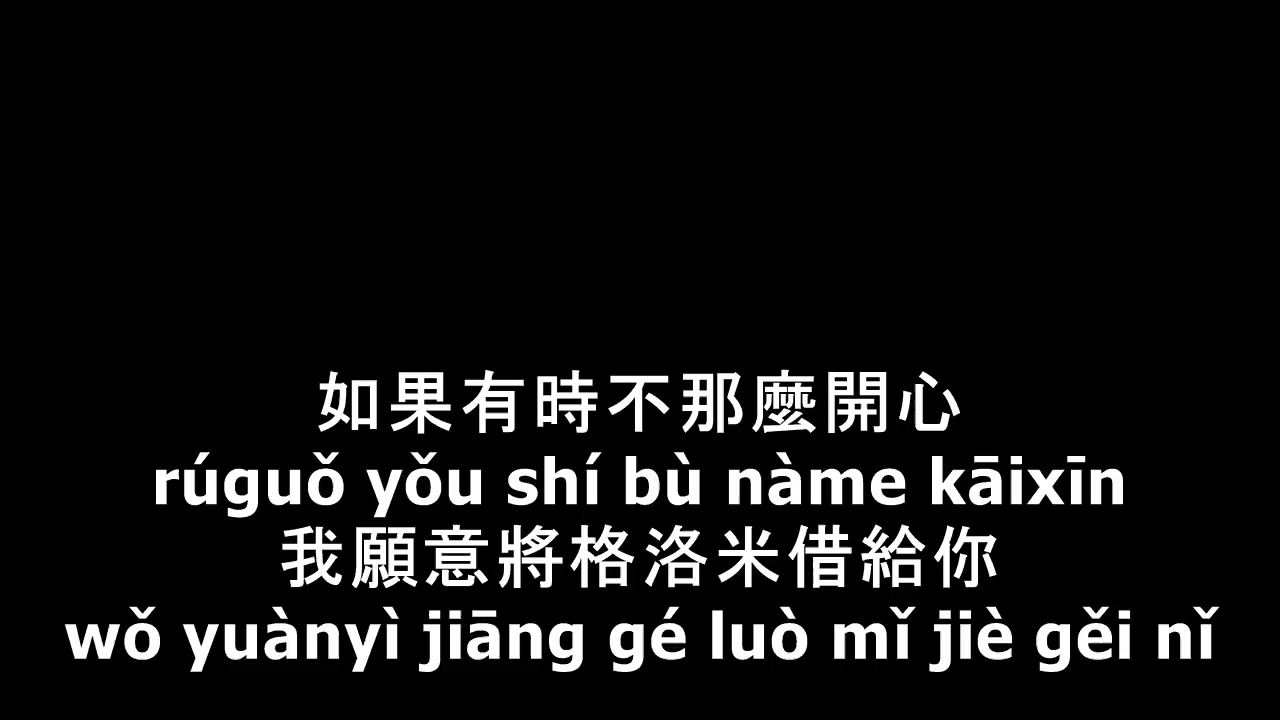 如果有時不那麼開心
rúguǒ yǒu shí bù nàme kāixīn
我願意將格洛米借給你
wǒ yuànyì jiāng gé luò mǐ jiè gěi nǐ